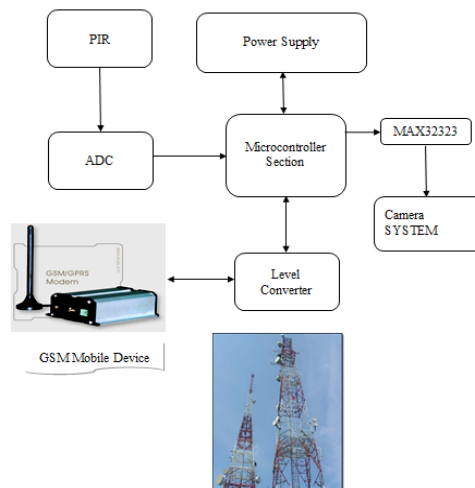 PIR
Power Supply
MAX32323
Microcontroller
Section
ADC
Camera
SYSTEM
GSM/GPRS
Modem
Level
Converter
GSM Mobile Device